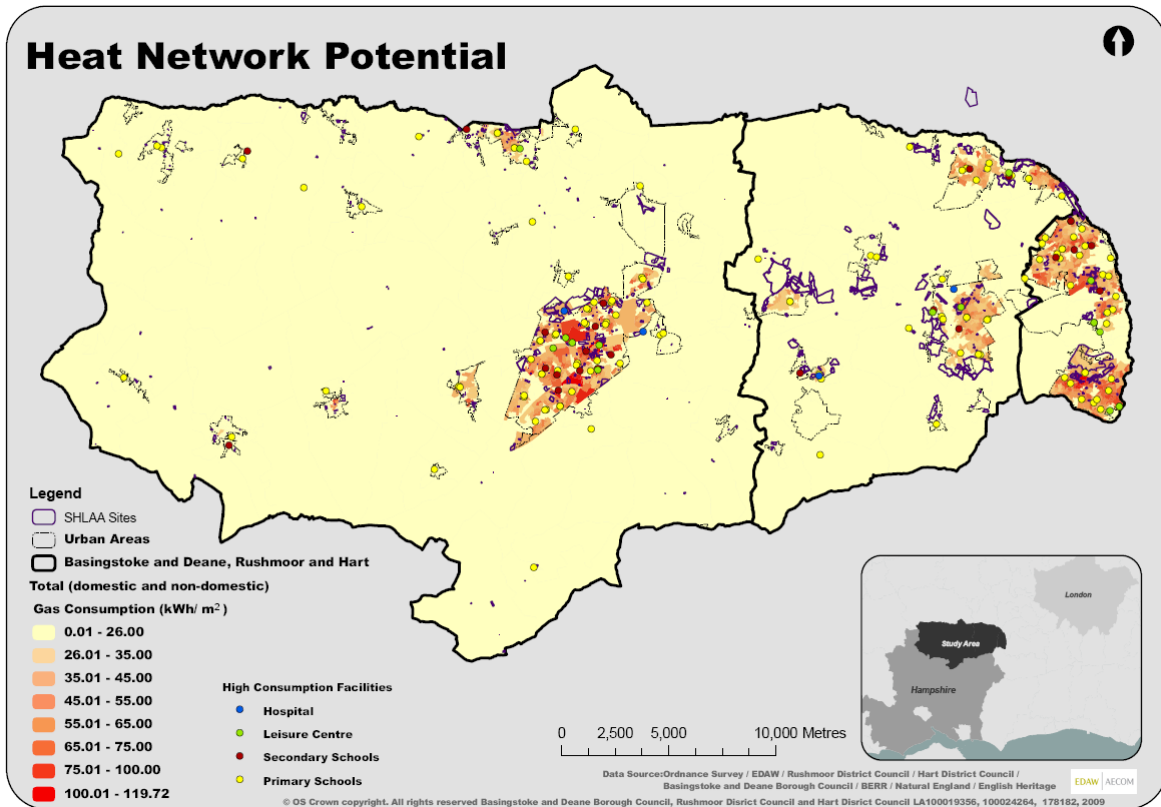 Heat Network Potential
Legend
SHLAA Sites
Urban Areas
Basingstoke and Deane, Rushmoor and Hart
Total (domestic and non-domestic)
Gas Consumption (kWh/ m2)
0.01 - 26.00
26.01 - 35.00
35.01 - 45.00
45.01 - 55.00
55.01 - 65.00
65.01 - 75.00
75.01 - 100.00
100.01 - 119.72
High Consumption Facilities
Hospital
Leisure Centre
Secondary Schools
Primary Schools
0 2,500 5,000 10,000 Metres
London
Study Area
Hampshire
Data Source:Ordnance Survey / EDAW / Rushmoor District Council / Hart District Council /
Basingstoke and Deane Borough Council / BERR / Natural England / English Heritage
EDAW AECOM
© OS Crown copyright. All rights reserved Basingstoke and Deane Borough Council, Rushmoor Disrict Council and Hart Disrict Council LA100019356, 100024264, 178182, 2009